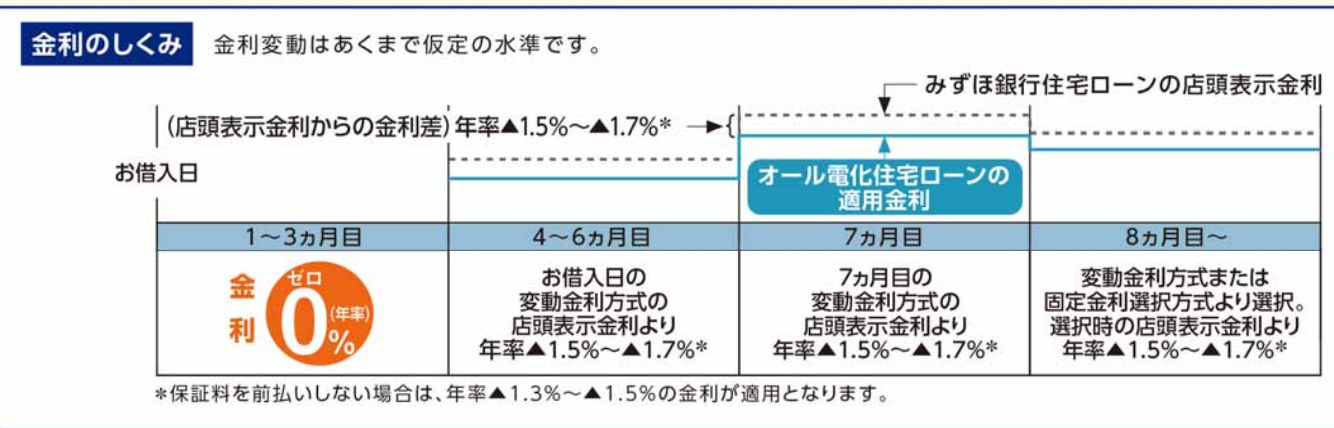 金利のしくみ 金利変動はあくまで仮定の水準です。
みずほ銀行住宅ローンの店頭表示金利
(店頭表示金利からの金利差)年率▲1.5%～▲1.7%*
お借入日
オール電化住宅ローンの
適用金利
1～3ヵ月目 4～6ヵ月目 7ヵ月目 8ヵ月目～
金利 ゼロ 0% (年率)
お借入日の
変動金利方式の
店頭表示金利より
年率▲1.5%～▲1.7%*
7ヵ月目の
変動金利方式の
店頭表示金利より
年率▲1.5%～▲1.7%*
変動金利方式または
固定金利選択方式より選択。
選択時の店頭表示金利より
年率▲1.5%～▲1.7%*
*保証料を前払いしない場合は、年率▲1.3%～▲1.5%の金利が適用となります。